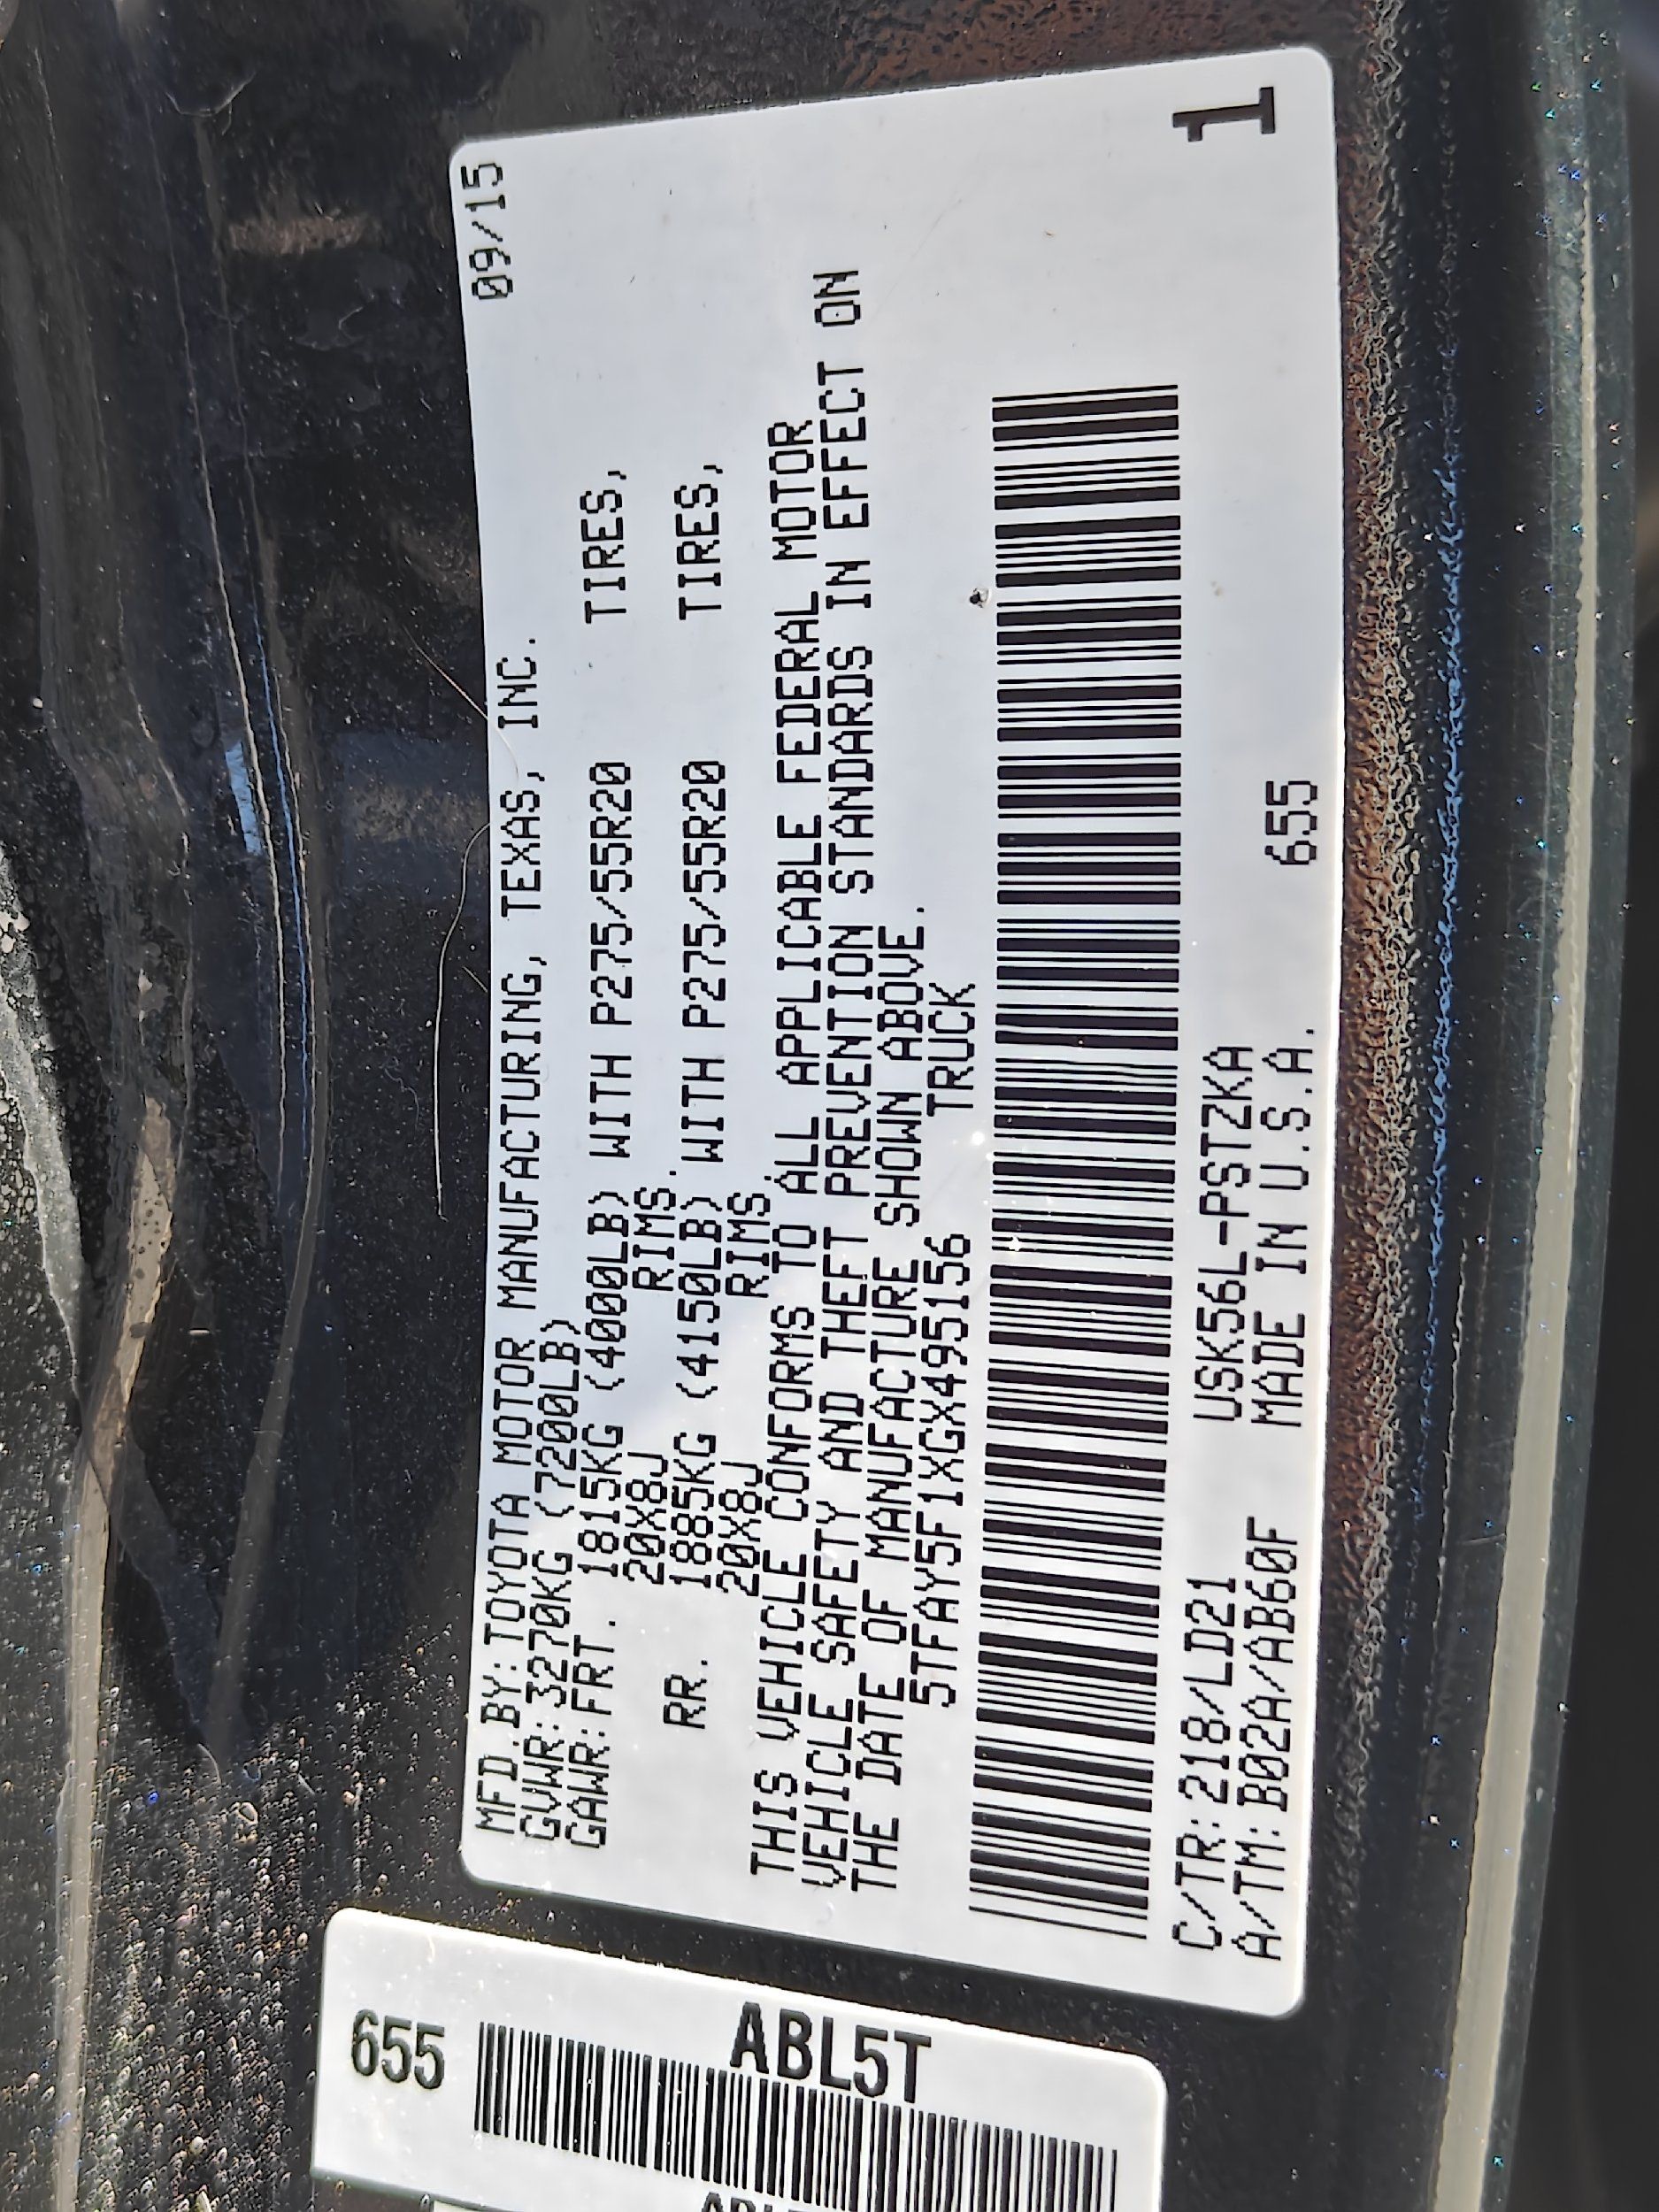 MFD.BY:TOYOTA MOTOR MANUFACTURING, TEXAS, INC. 09/15
GVWR:3270KG (7200LB)
GAWR:FRT. 1815KG (4000LB) WITH P275/55R20 TIRES,
20X8J RIMS.
RR. 1885KG (4150LB) WITH P275/55R20 TIRES,
20X8J RIMS.
THIS VEHICLE CONFORMS TO ALL APPLICABLE FEDERAL MOTOR
VEHICLE SAFETY AND THEFT PREVENTION STANDARDS IN EFFECT ON
THE DATE OF MANUFACTURE SHOWN ABOVE.
5TFAY5F1XGX495156 TRUCK
C/TR:218/LD21 USK56L-PSTZKA
A/TM:B02A/AB60F MADE IN U.S.A. 655
1
655
ABL5T